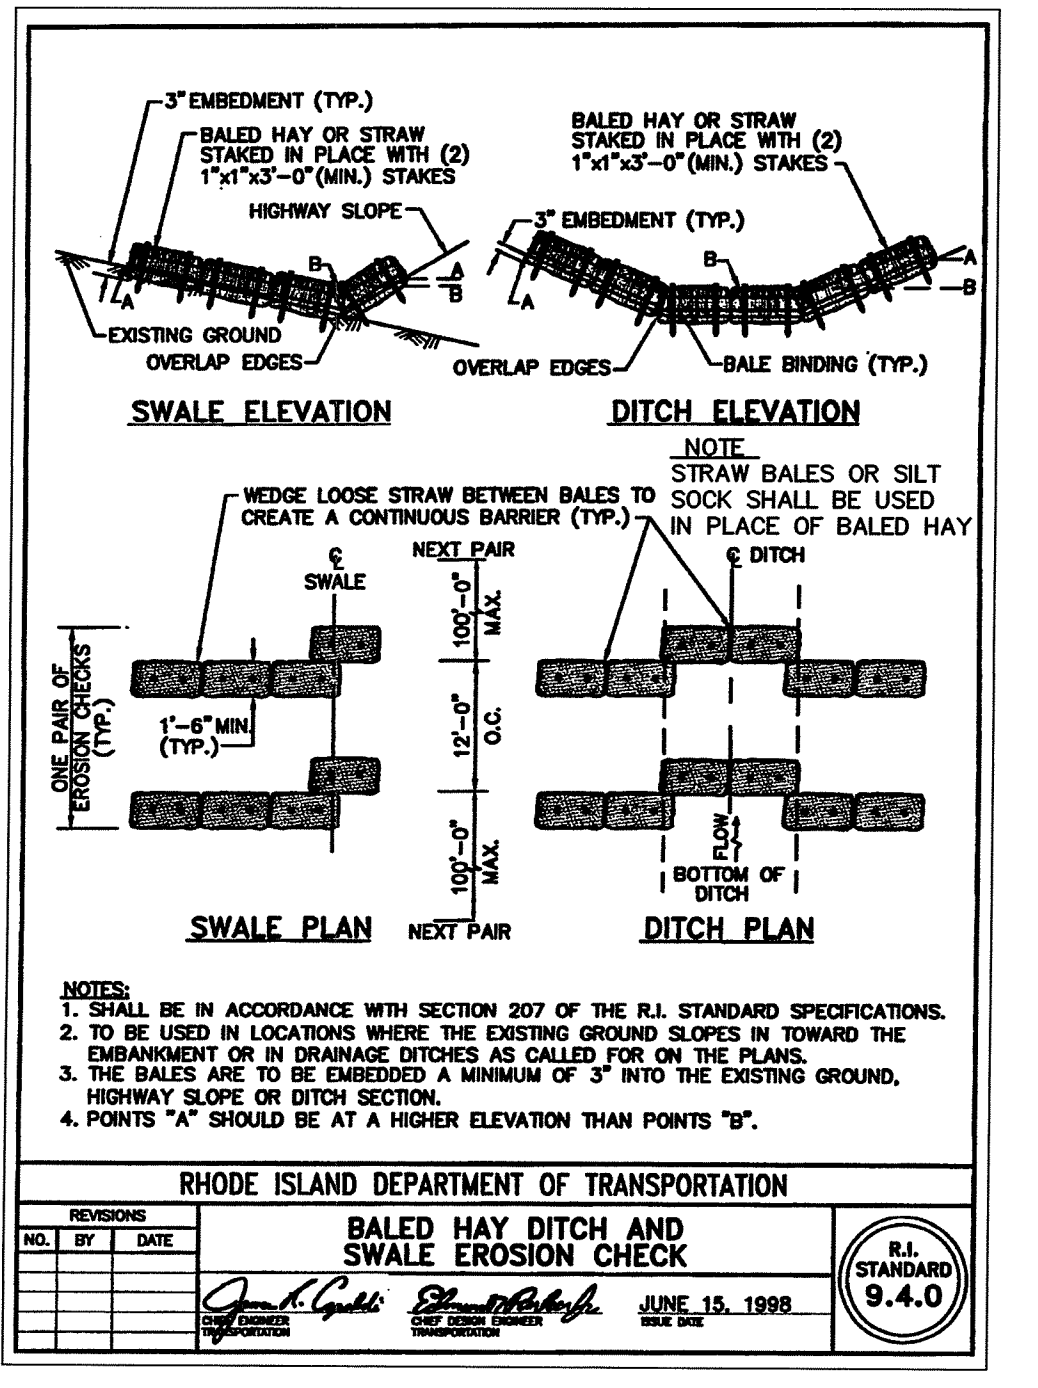 3" EMBEDMENT (TYP.)
BALED HAY OR STRAW
STAKED IN PLACE WITH (2)
1"x1"x3'-0"(MIN.) STAKES
HIGHWAY SLOPE
B
A
B
A
EXISTING GROUND
OVERLAP EDGES
SWALE ELEVATION
BALED HAY OR STRAW
STAKED IN PLACE WITH (2)
1"x1"x3'-0"(MIN.) STAKES
3" EMBEDMENT (TYP.)
B
A
B
A
OVERLAP EDGES
BALE BINDING (TYP.)
DITCH ELEVATION
NOTE
STRAW BALES OR SILT
SOCK SHALL BE USED
IN PLACE OF BALED HAY
WEDGE LOOSE STRAW BETWEEN BALES TO
CREATE A CONTINUOUS BARRIER (TYP.)
℄
SWALE
NEXT PAIR
100'-0"
MAX.
12'-0"
O.C.
100'-0"
MAX.
NEXT PAIR
ONE PAIR OF
EROSION CHECKS
(TYP.)
1'-6" MIN.
(TYP.)
SWALE PLAN
℄ DITCH
FLOW
BOTTOM OF
DITCH
DITCH PLAN
NOTES:
1. SHALL BE IN ACCORDANCE WITH SECTION 207 OF THE R.I. STANDARD SPECIFICATIONS.
2. TO BE USED IN LOCATIONS WHERE THE EXISTING GROUND SLOPES IN TOWARD THE
EMBANKMENT OR IN DRAINAGE DITCHES AS CALLED FOR ON THE PLANS.
3. THE BALES ARE TO BE EMBEDDED A MINIMUM OF 3" INTO THE EXISTING GROUND,
HIGHWAY SLOPE OR DITCH SECTION.
4. POINTS "A" SHOULD BE AT A HIGHER ELEVATION THAN POINTS "B".
RHODE ISLAND DEPARTMENT OF TRANSPORTATION
REVISIONS
NO. BY DATE
BALED HAY DITCH AND
SWALE EROSION CHECK
CHIEF ENGINEER
TRANSPORTATION
CHIEF DESIGN ENGINEER
TRANSPORTATION
JUNE 15, 1998
ISSUE DATE
R.I.
STANDARD
9.4.0